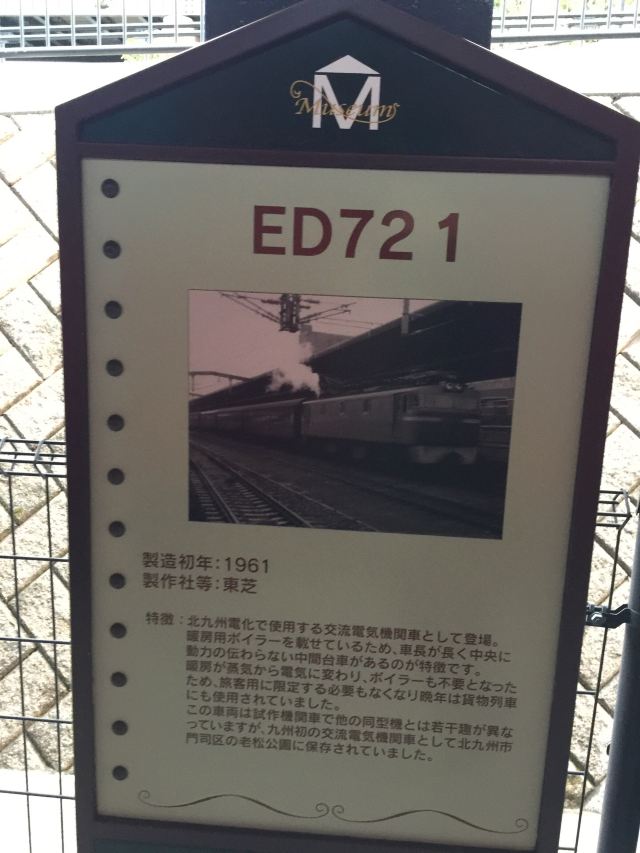 M
Museum
ED72 1
製造初年：1961
製作社等：東芝
特徴：北九州電化で使用する交流電気機関車として登場。
暖房用ボイラーを載せているため、車長が長く中央に
動力の伝わらない中間台車があるのが特徴です。
暖房が蒸気から電気に変わり、ボイラーも不要となった
ため、旅客用に限定する必要もなくなり晩年は貨物列車
にも使用されていました。
この車両は試作機関車で他の同型機とは若干趣が異な
っていますが、九州初の交流電気機関車として北九州市
門司区の老松公園に保存されていました。